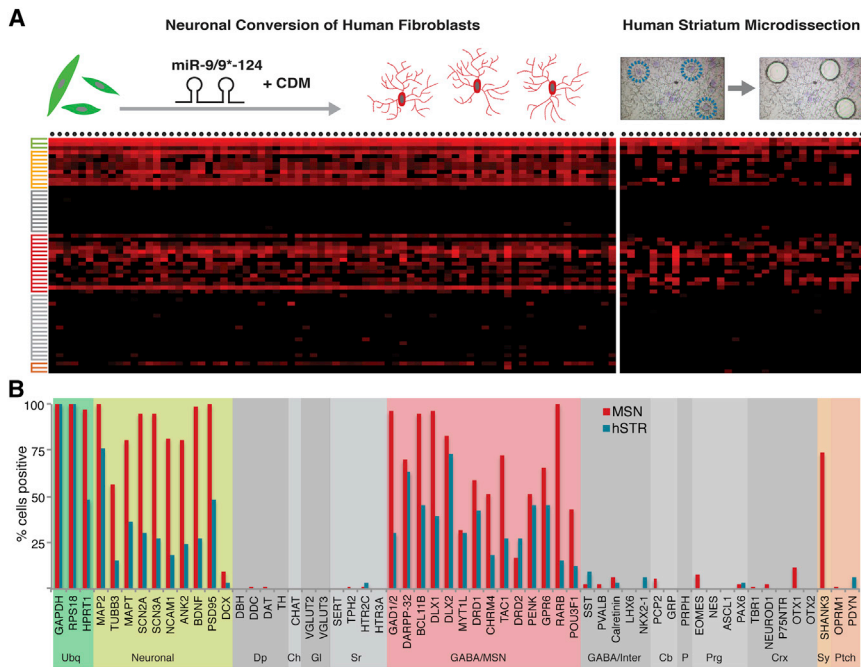 A
Neuronal Conversion of Human Fibroblasts
Human Striatum Microdissection
miR-9/9*-124
+ CDM
B
% cells positive
100
75
50
25
MSN
hSTR
GAPDH
RPS18
HPRT1
MAP2
TUBB3
MAPT
SCN2A
SCN3A
NCAM1
ANK2
BDNF
PSD95
DCX
DBH
DDC
DAT
TH
CHAT
VGLUT2
VGLUT3
SERT
TPH2
HTR2C
HTR3A
GAD1/2
DARPP-32
BCL11B
DLX1
DLX2
MYT1L
DRD1
CHRM4
TAC1
DRD2
PENK
GPR6
RARB
POU3F1
SST
PVALB
Calretinin
LHX6
NKX2-1
PCP2
GRP
PRPH
EOMES
NES
ASCL1
PAX6
TBR1
NEUROD1
P75NTR
OTX1
OTX2
SHANK3
OPRM1
PDYN
Ubq
Neuronal
Dp
Ch
Gl
Sr
GABA/MSN
GABA/Inter
Cb
P
Prg
Crx
Sy
Ptch